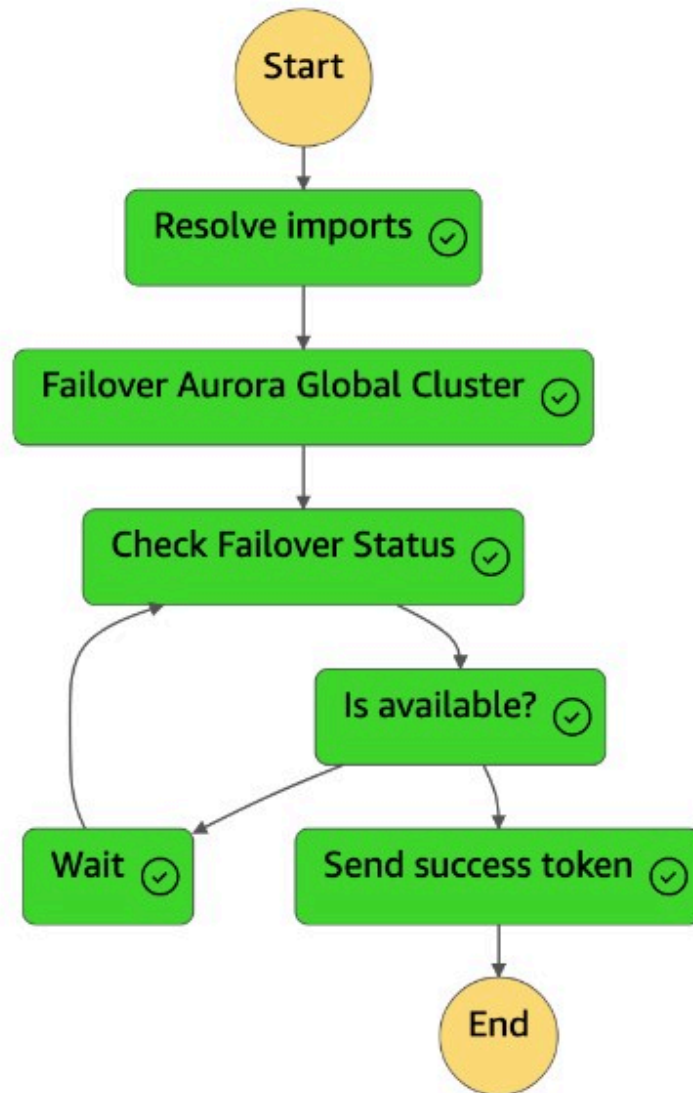 Start
Resolve imports
Failover Aurora Global Cluster
Check Failover Status
Is available?
Wait
Send success token
End